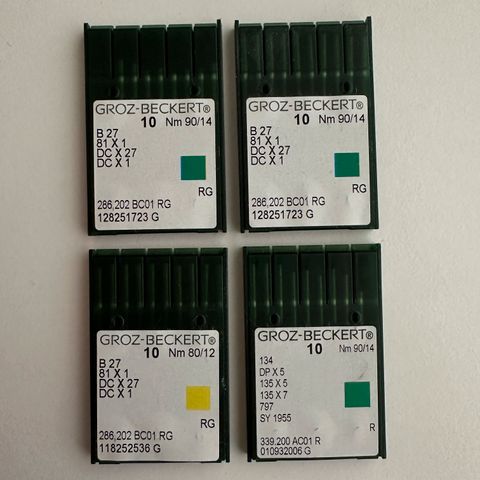 GROZ-BECKERT®
10 Nm 90/14
B 27
81 X 1
DC X 27
DC X 1
RG
286,202 BC01 RG
128251723 G
GROZ-BECKERT®
10 Nm 90/14
B 27
81 X 1
DC X 27
DC X 1
RG
286,202 BC01 RG
128251723 G
GROZ-BECKERT®
10 Nm 80/12
B 27
81 X 1
DC X 27
DC X 1
RG
286,202 BC01 RG
118252536 G
GROZ-BECKERT®
10 Nm 90/14
134
DP X 5
135 X 5
135 X 7
797
SY 1955
R
339.200 AC01 R
010932006 G